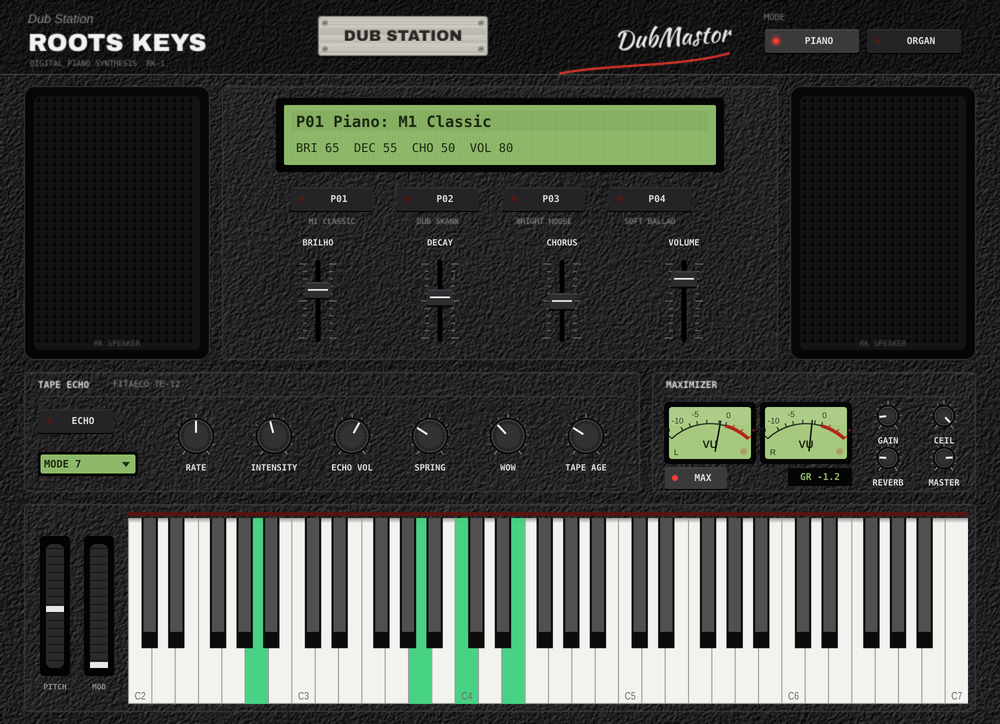 Dub Station
ROOTS KEYS
DIGITAL PIANO SYNTHESIS RK-1
DUB STATION
DubMastor
MODE
PIANO
ORGAN
P01 Piano: M1 Classic
BRI 65 DEC 55 CHO 50 VOL 80
P01
P02
P03
P04
M1 CLASSIC
DUB SKANK
BRIGHT HOUSE
SOFT BALLAD
BRILHO
DECAY
CHORUS
VOLUME
RK SPEAKER
RK SPEAKER
TAPE ECHO
FITAECO TE-12
ECHO
MODE 7
RATE
INTENSITY
ECHO VOL
SPRING
WOW
TAPE AGE
MAXIMIZER
-10
-5
0
VU
L
-10
-5
0
VU
R
MAX
GR -1.2
GAIN
CEIL
REVERB
MASTER
PITCH
MOD
C2
C3
C4
C5
C6
C7